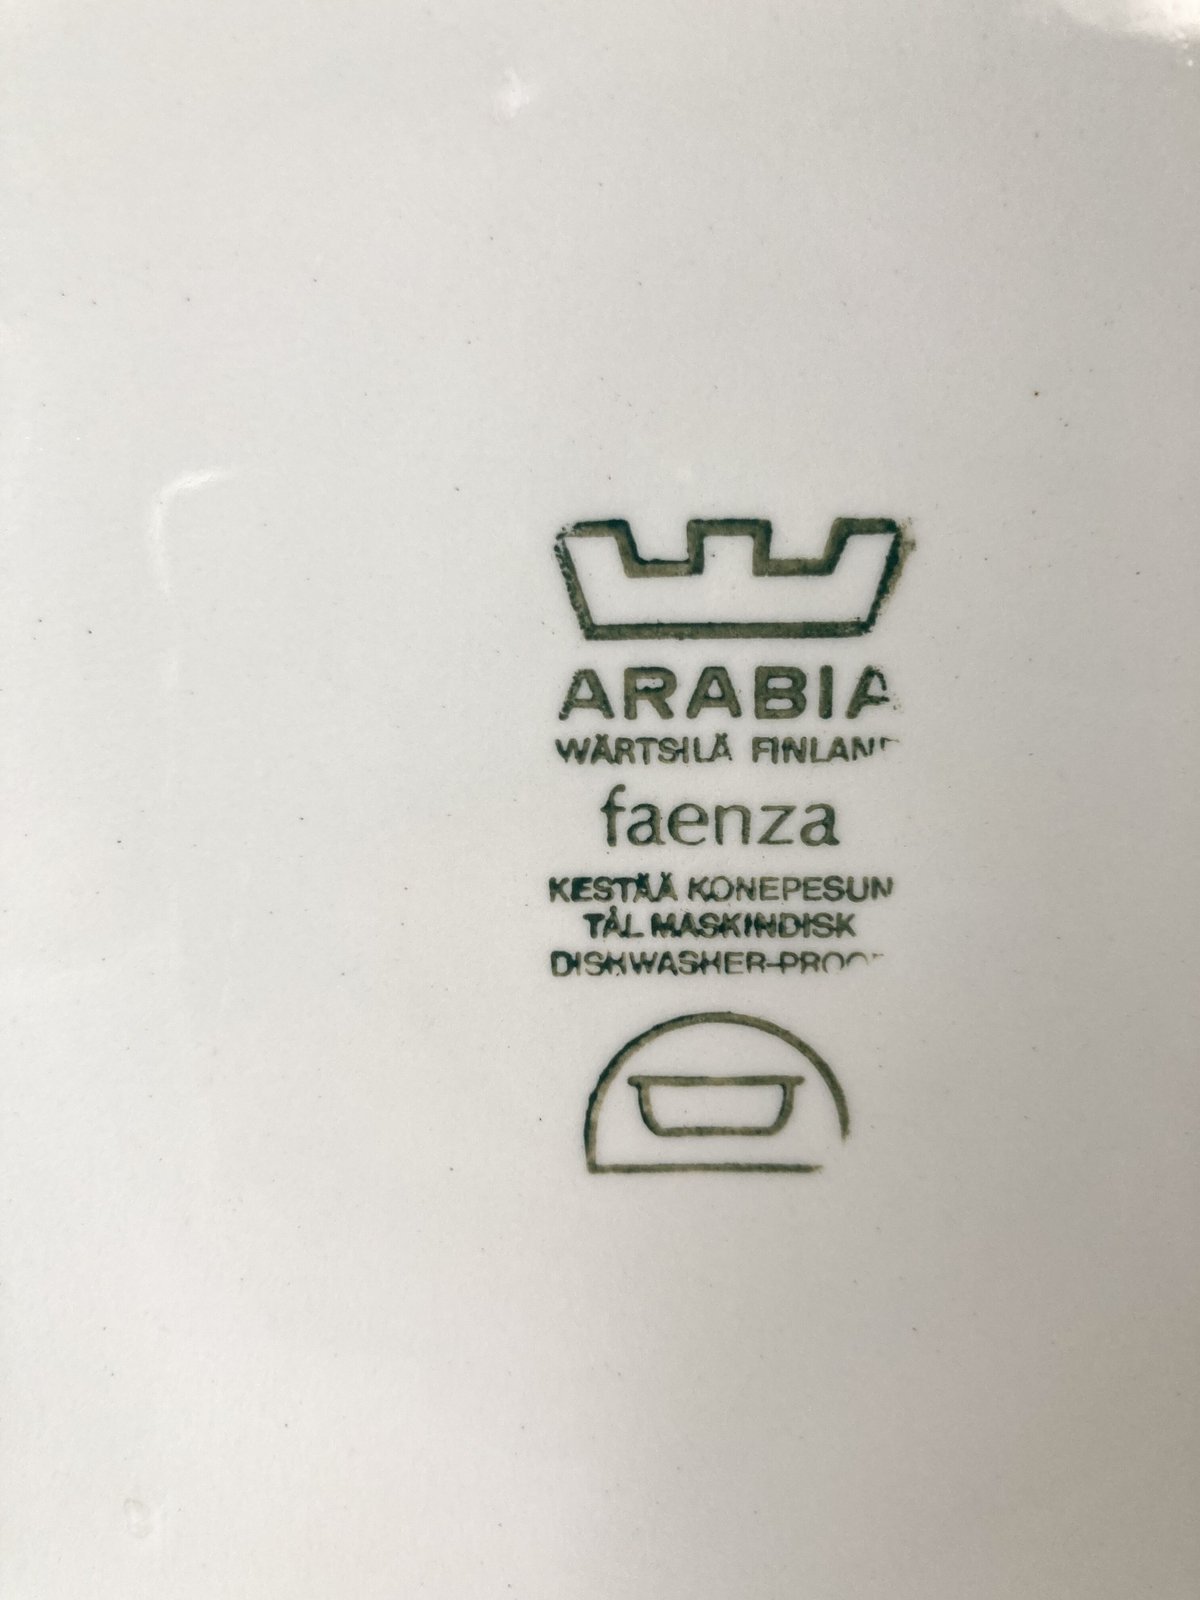 ARABIA
WÄRTSILÄ FINLAND
faenza
KESTÄÄ KONEPESUN
TÅL MASKINDISK
DISHWASHER-PROOF